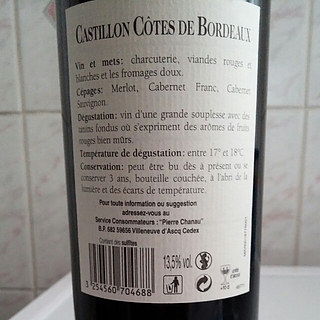 CASTILLON CÔTES DE BORDEAUX
Vin et mets: charcuterie, viandes rouges et
blanches et les fromages doux.
Cépages: Merlot, Cabernet Franc, Cabernet
Sauvignon.
Dégustation: vin d'une grande souplesse avec des
tanins fondus où s'expriment des arômes de fruits
rouges bien mûrs.
Température de dégustation: entre 17° et 18°C.
Conservation: peut être bu dès à présent ou se
conserver 3 ans, bouteille couchée, à l'abri de la
lumière et des écarts de température.
Pour toute information ou suggestion
adressez-vous au
Service Consommateurs : "Pierre Chanau"
B.P. 682 59656 Villeneuve d'Ascq Cedex
Contient des sulfites
13,5% vol.
3 254560 704688